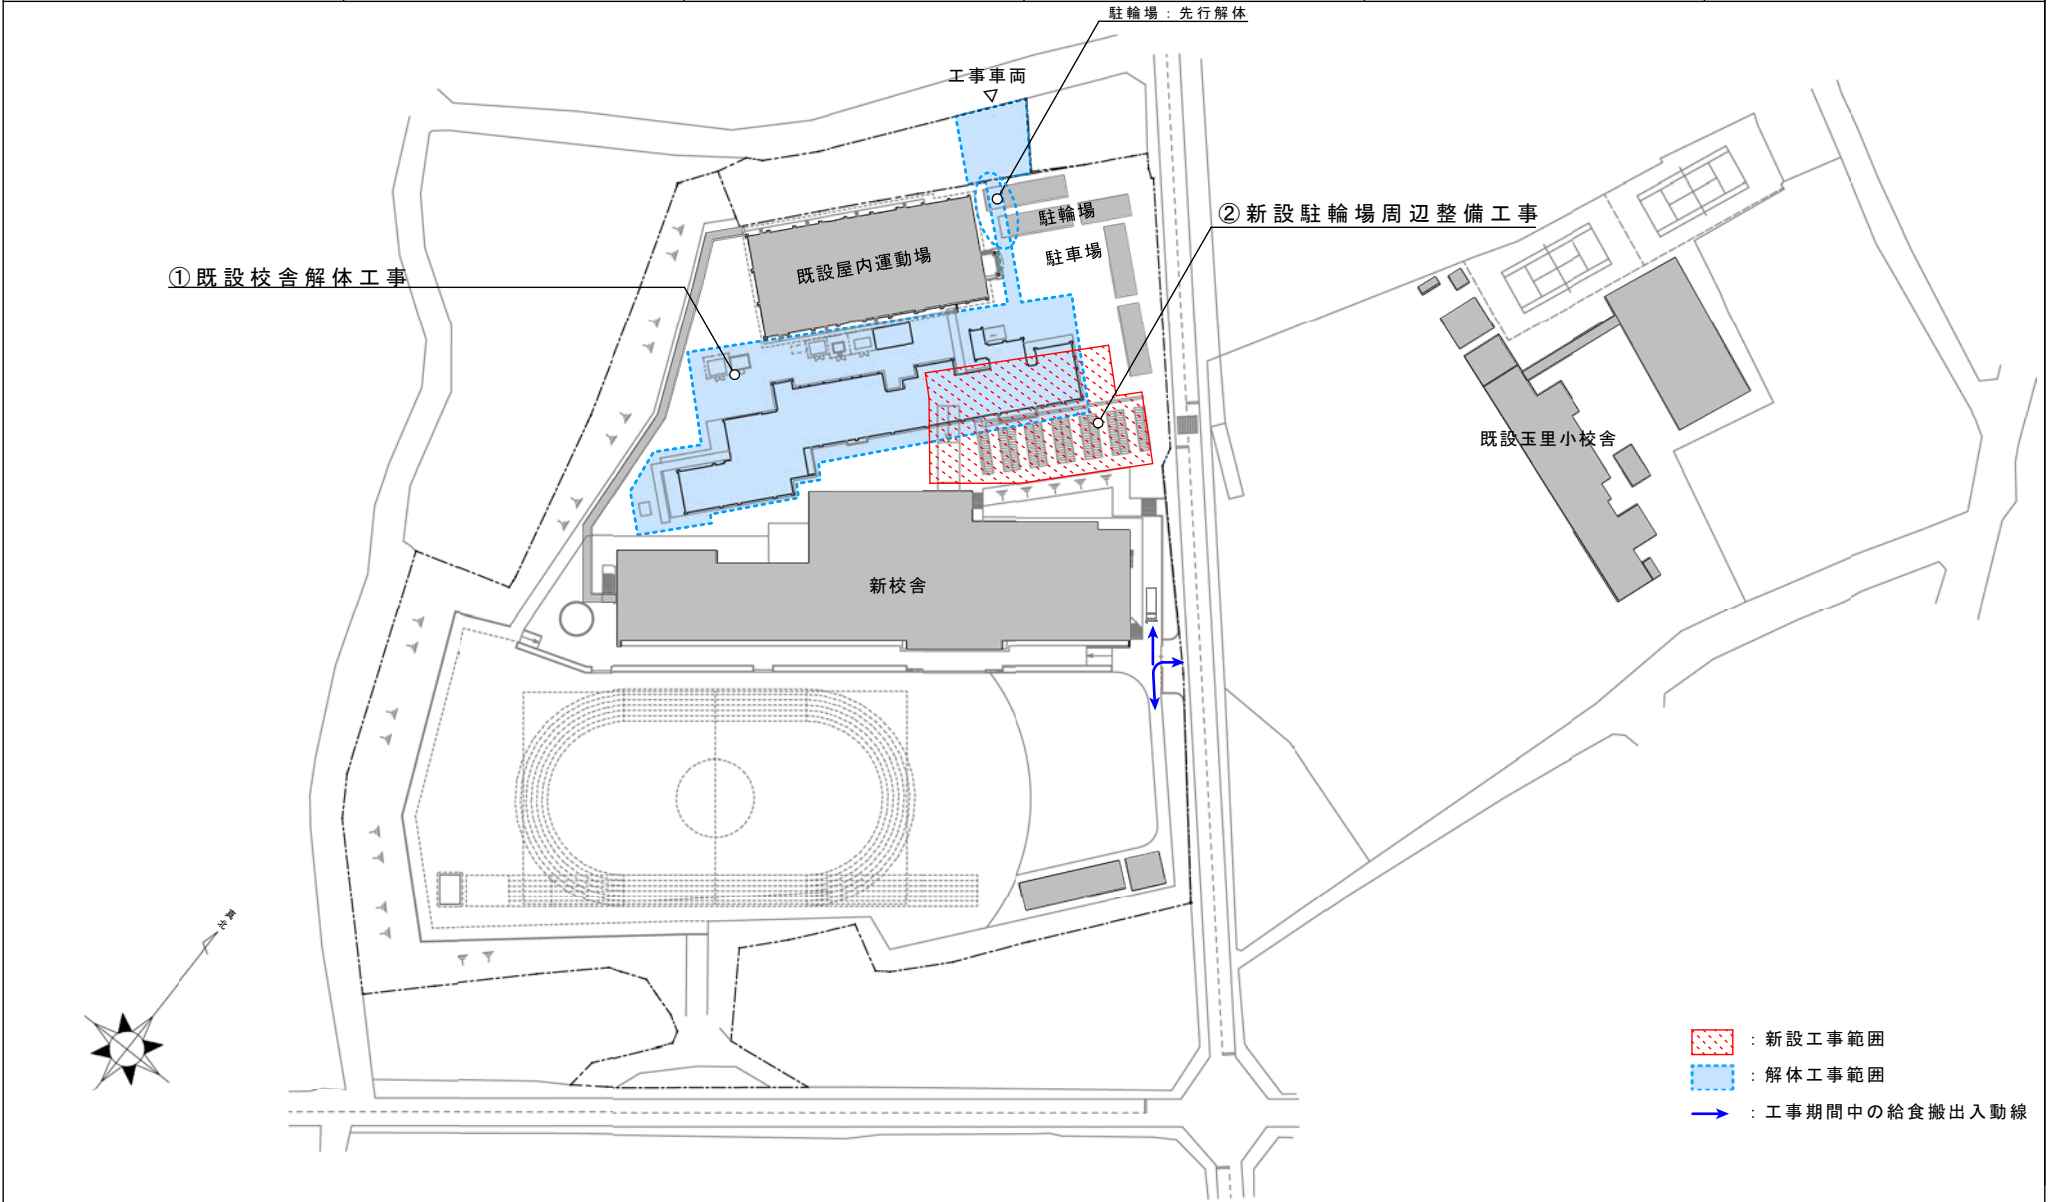 駐輪場：先行解体
工事車両
駐輪場
②新設駐輪場周辺整備工事
駐車場
既設屋内運動場
①既設校舎解体工事
既設玉里小校舎
新校舎
真北
：新設工事範囲
：解体工事範囲
：工事期間中の給食搬出入動線